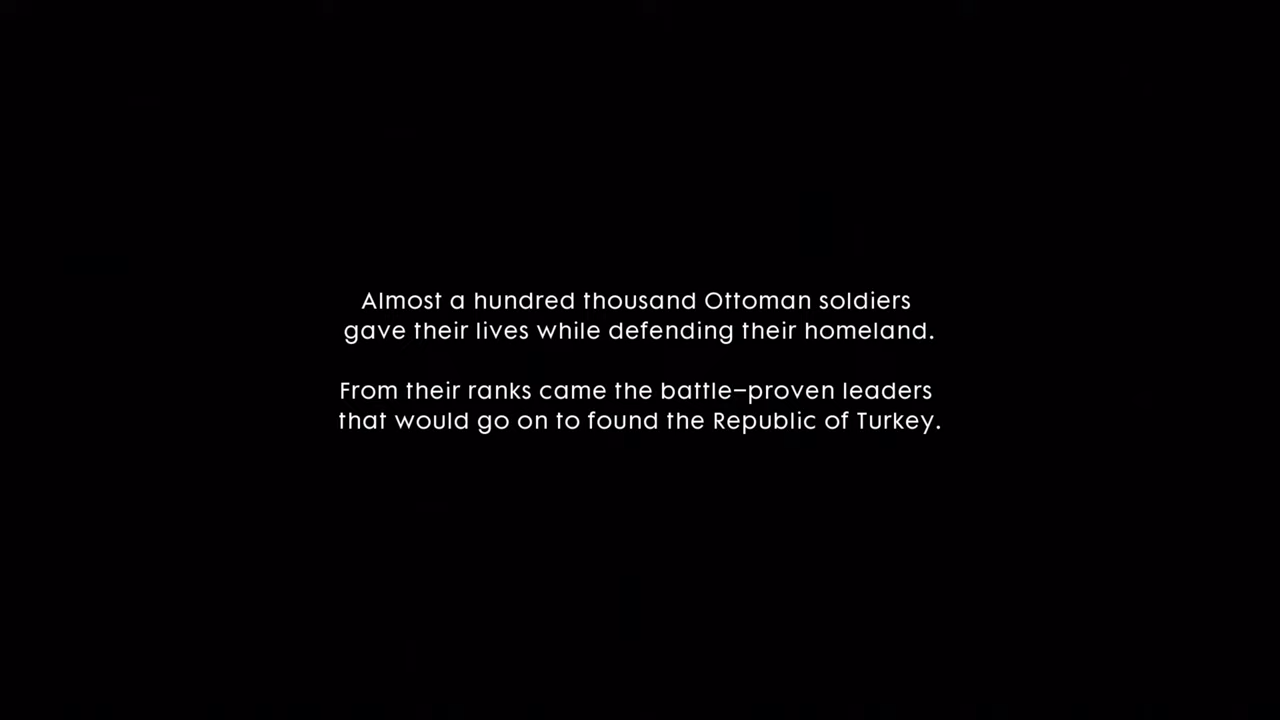 Almost a hundred thousand Ottoman soldiers
gave their lives while defending their homeland.
From their ranks came the battle–proven leaders
that would go on to found the Republic of Turkey.